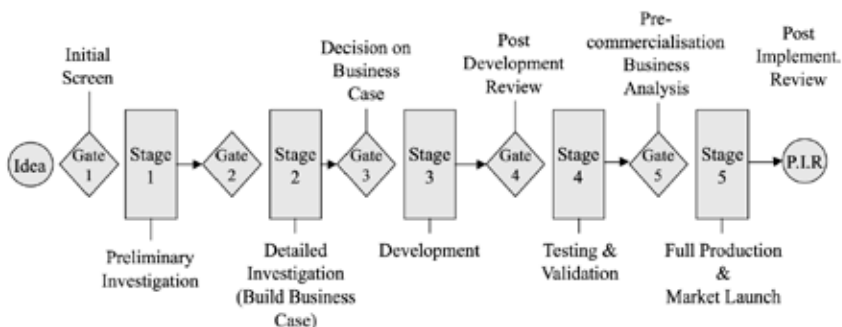 Initial
Screen
Decision on
Business
Case
Post
Development
Review
Pre-
commercialisation
Business
Analysis
Post
Implement.
Review
Idea
Gate
1
Stage
1
Gate
2
Stage
2
Gate
3
Stage
3
Gate
4
Stage
4
Gate
5
Stage
5
P.I.R
Preliminary
Investigation
Detailed
Investigation
(Build Business
Case)
Development
Testing &
Validation
Full Production
&
Market Launch